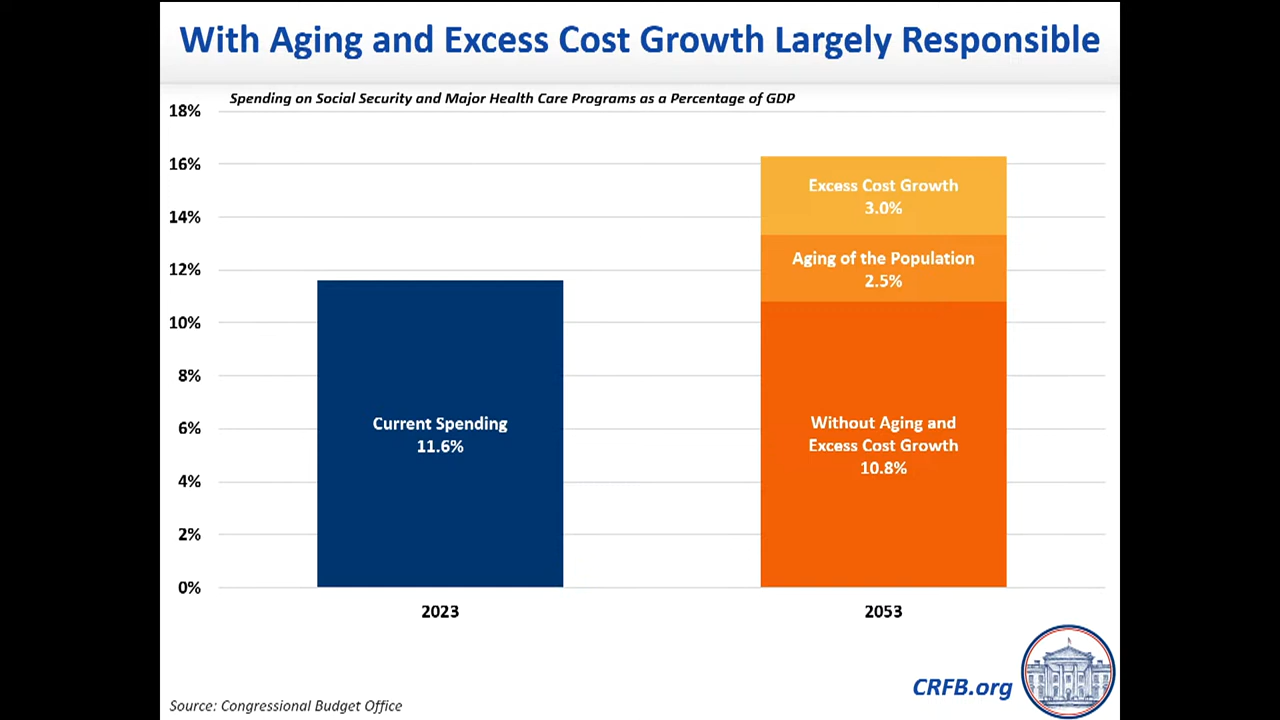 With Aging and Excess Cost Growth Largely Responsible
Spending on Social Security and Major Health Care Programs as a Percentage of GDP
18%
16%
14%
12%
10%
8%
6%
4%
2%
0%
Current Spending
11.6%
Excess Cost Growth
3.0%
Aging of the Population
2.5%
Without Aging and
Excess Cost Growth
10.8%
2023
2053
CRFB.org
Source: Congressional Budget Office